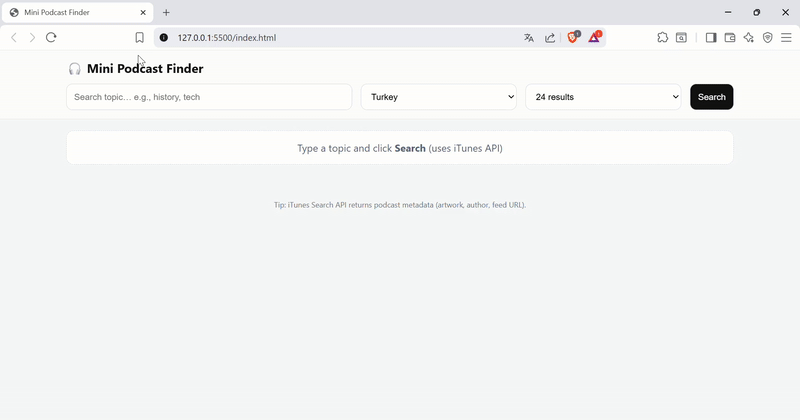 Mini Podcast Finder
127.0.0.1:5500/index.html
1
1
🎧 Mini Podcast Finder
Search topic... e.g., history, tech
Turkey
24 results
Search
Type a topic and click Search (uses iTunes API)
Tip: iTunes Search API returns podcast metadata (artwork, author, feed URL).